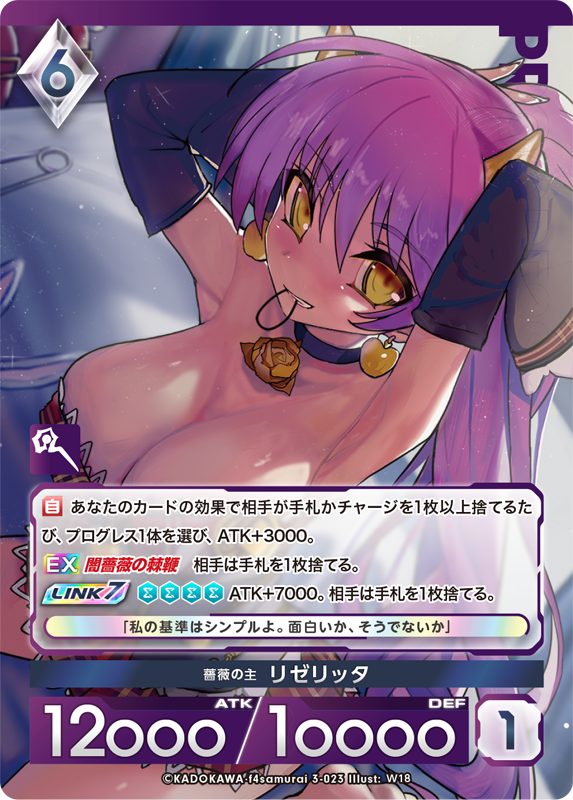 PR
6
自 あなたのカードの効果で相手が手札かチャージを1枚以上捨てるた
び、プログレス1体を選び、ATK+3000。
EX 闇薔薇の棘鞭 相手は手札を1枚捨てる。
LINK7 ATK+7000。相手は手札を1枚捨てる。
「私の基準はシンプルよ。面白いか、そうでないか」
薔薇の主 リゼリッタ
ATK DEF
12000/10000 1
©KADOKAWA・f4samurai 3-023 Illust: W18